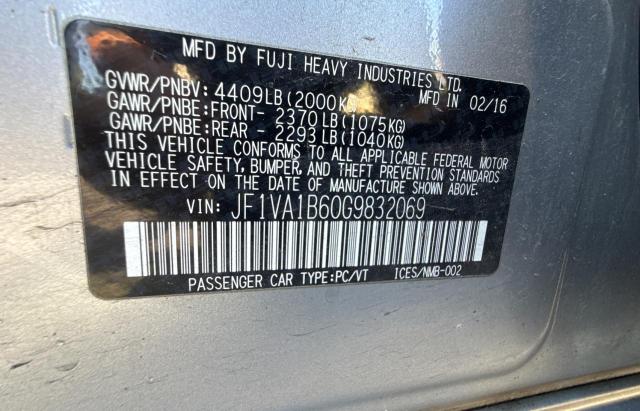 MFD BY FUJI HEAVY INDUSTRIES LTD.
GVWR/PNBV: 4409LB(2000KG) MFD IN 02/16
GAWR/PNBE:FRONT- 2370 LB(1075KG)
GAWR/PNBE:REAR - 2293 LB(1040KG)
THIS VEHICLE CONFORMS TO ALL APPLICABLE FEDERAL MOTOR
VEHICLE SAFETY, BUMPER, AND THEFT PREVENTION STANDARDS
IN EFFECT ON THE DATE OF MANUFACTURE SHOWN ABOVE.
VIN: JF1VA1B60G9832069
PASSENGER CAR TYPE:PC/VT ICES/NMB-002